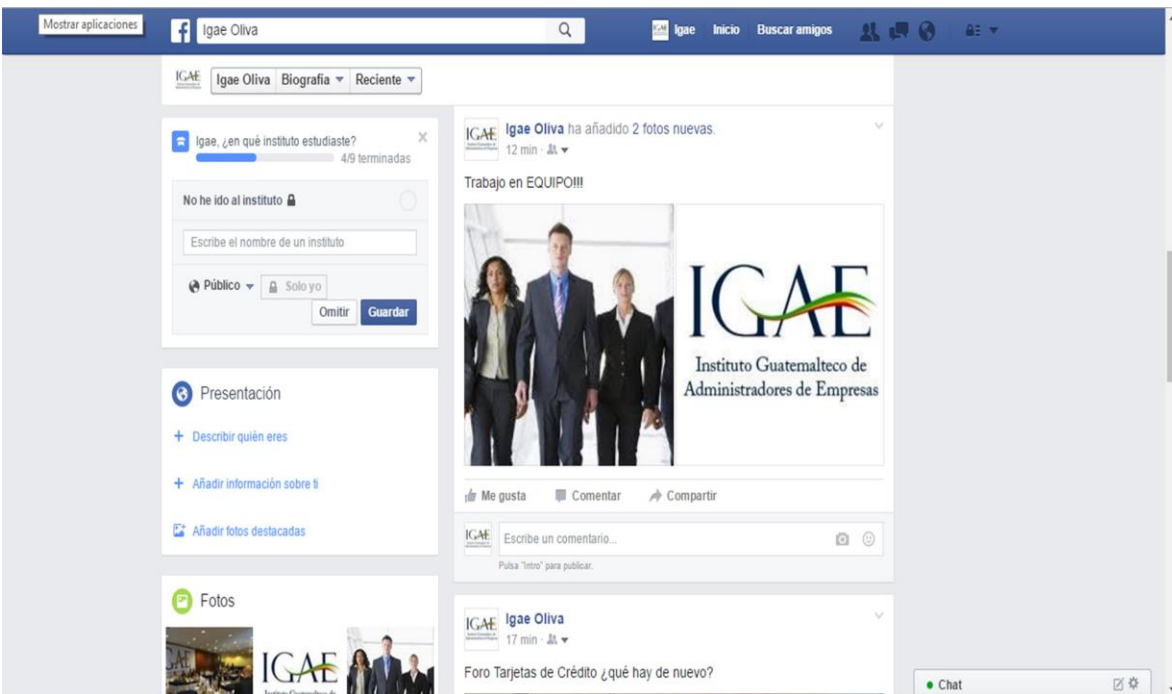 Mostrar aplicaciones
Igae Oliva
Igae Inicio Buscar amigos
IGAE Igae Oliva Biografía Reciente
Igae, ¿en qué instituto estudiaste?
4/9 terminadas
No he ido al instituto
Escribe el nombre de un instituto
Público Solo yo
Omitir Guardar
Presentación
+ Describir quién eres
+ Añadir información sobre ti
Añadir fotos destacadas
Fotos
IGAE
IGAE Igae Oliva ha añadido 2 fotos nuevas.
12 min ·
Trabajo en EQUIPO!!!
IGAE
Instituto Guatemalteco de
Administradores de Empresas
Me gusta Comentar Compartir
IGAE Escribe un comentario...
Pulsa "Intro" para publicar.
IGAE Igae Oliva
17 min ·
Foro Tarjetas de Crédito ¿qué hay de nuevo?
Chat